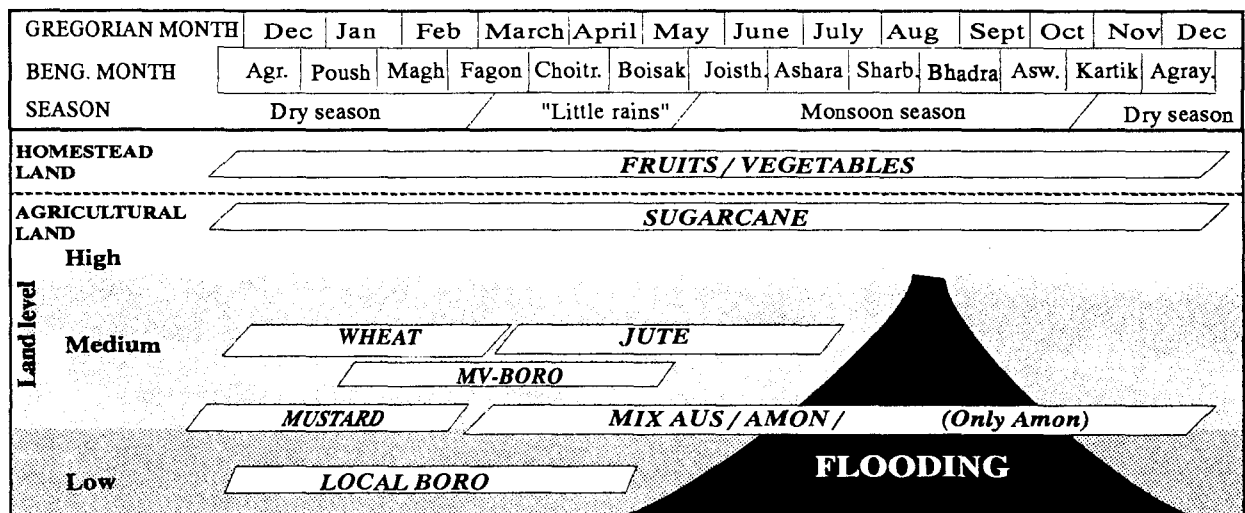 GREGORIAN MONTH Dec Jan Feb March April May June July Aug Sept Oct Nov Dec
BENG. MONTH Agr. Poush Magh Fagon Choitr. Boisak Joisth. Ashara Sharb. Bhadra Asw. Kartik Agray.
SEASON Dry season "Little rains" Monsoon season Dry season
HOMESTEAD
LAND
FRUITS / VEGETABLES
AGRICULTURAL
LAND
SUGARCANE
High
Land level
Medium
WHEAT JUTE
MV-BORO
MUSTARD MIX AUS / AMON / (Only Amon)
FLOODING
Low
LOCAL BORO